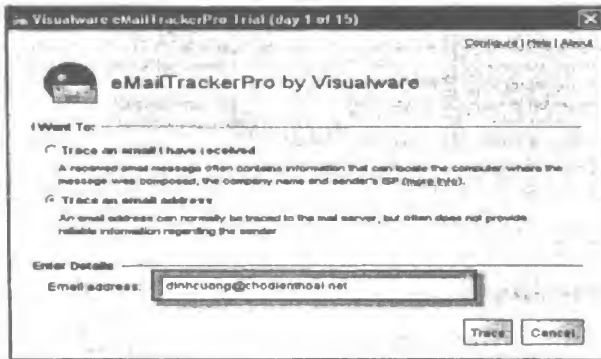 Visualware eMailTrackerPro Trial (day 1 of 15)
Configure | Help | About
eMailTrackerPro by Visualware
I Want To:
Trace an email I have received
A received email message often contains information that can locate the computer where the
message was composed, the company name and sender's ISP (more info).
Trace an email address
An email address can normally be traced to the mail server, but often does not provide
reliable information regarding the sender
Enter Details
Email address:
dinhcuong@chodienthoai.net
Trace
Cancel